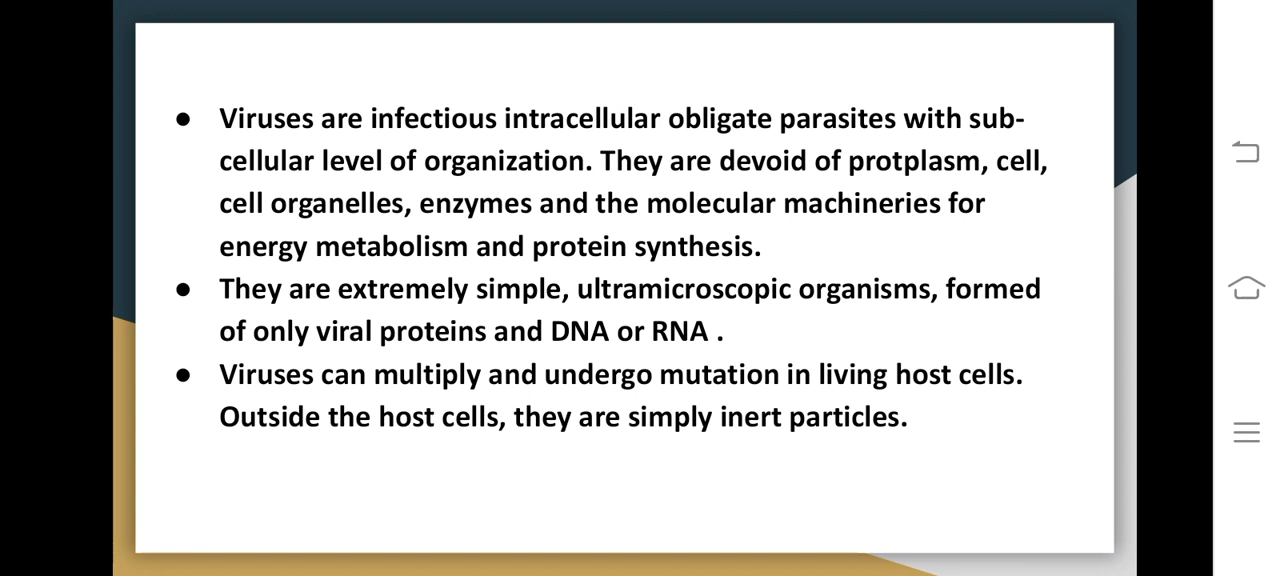 ● Viruses are infectious intracellular obligate parasites with sub-
cellular level of organization. They are devoid of protplasm, cell,
cell organelles, enzymes and the molecular machineries for
energy metabolism and protein synthesis.
● They are extremely simple, ultramicroscopic organisms, formed
of only viral proteins and DNA or RNA .
● Viruses can multiply and undergo mutation in living host cells.
Outside the host cells, they are simply inert particles.